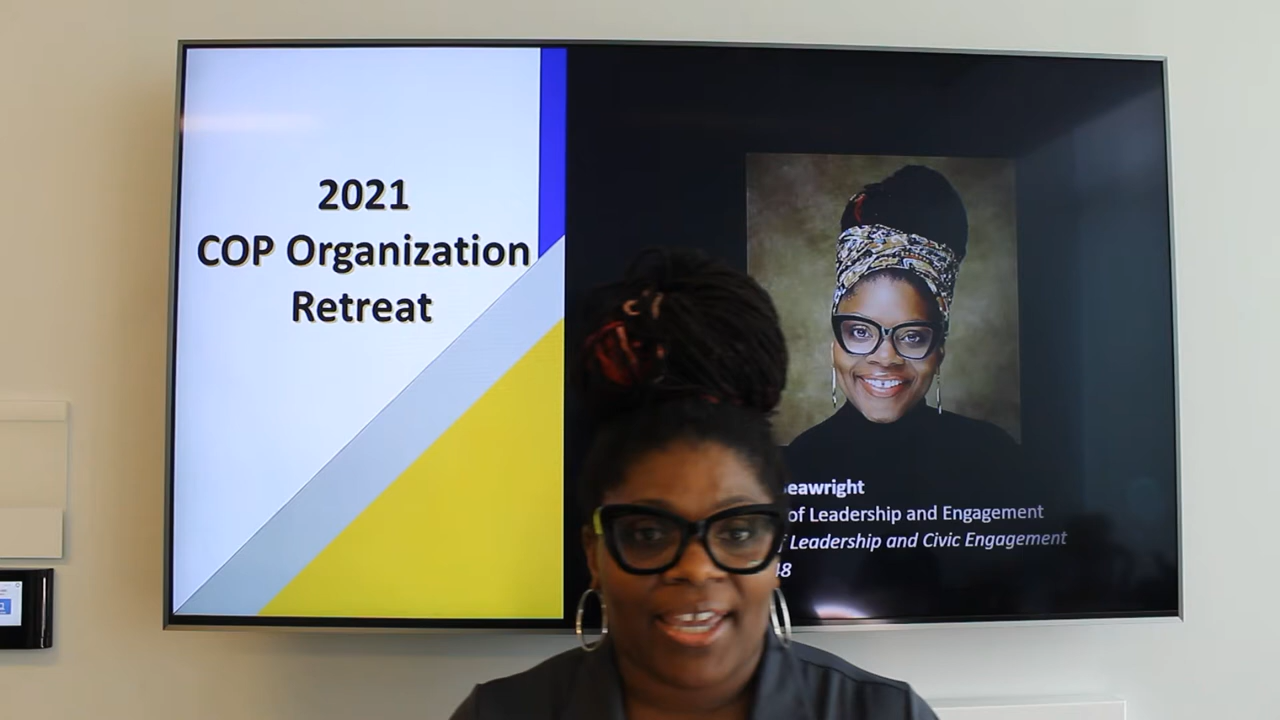 2021
COP Organization
Retreat
eawright
of Leadership and Engagement
Leadership and Civic Engagement
48